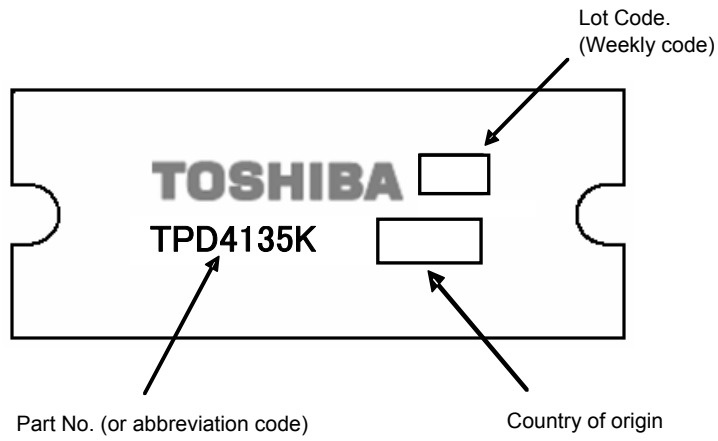 Lot Code.
(Weekly code)
TOSHIBA
TPD4135K
Part No. (or abbreviation code)
Country of origin